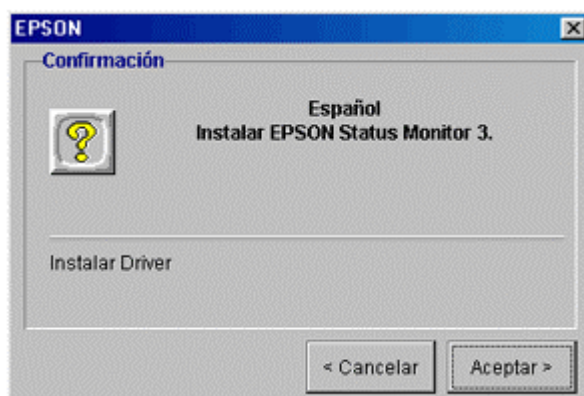 EPSON
Confirmación
Español
Instalar EPSON Status Monitor 3.
Instalar Driver
< Cancelar
Aceptar >